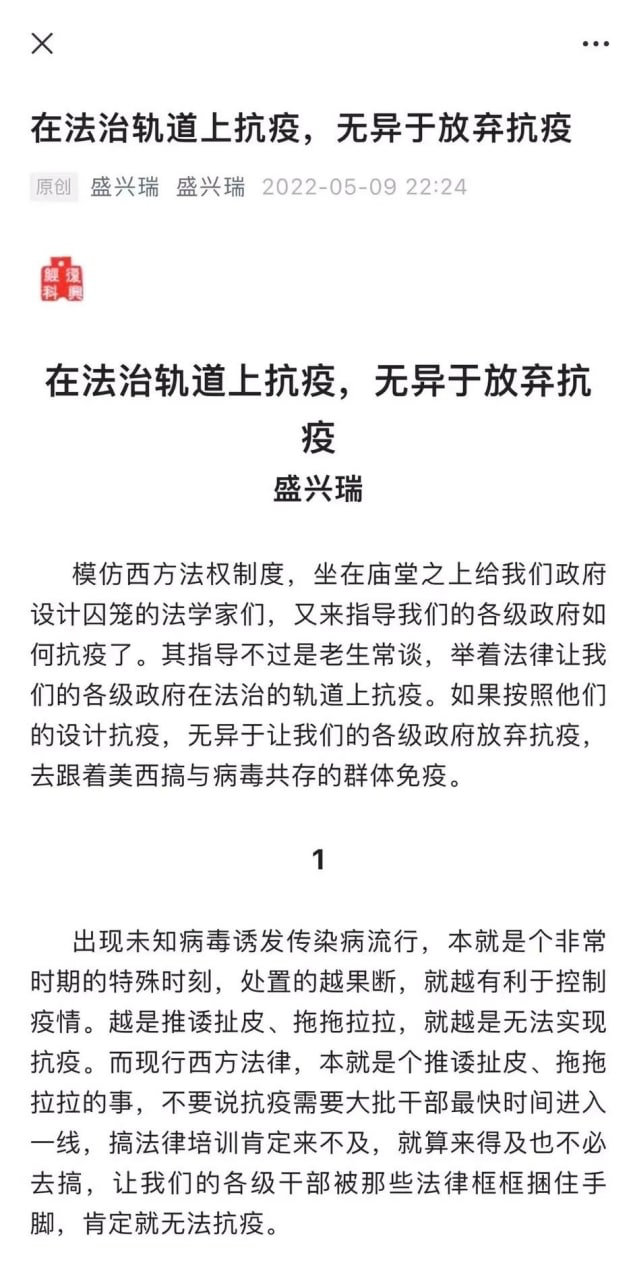 在法治轨道上抗疫，无异于放弃抗疫
原创 盛兴瑞 盛兴瑞 2022-05-09 22:24
鯉復
科興
在法治轨道上抗疫，无异于放弃抗
疫
盛兴瑞
模仿西方法权制度，坐在庙堂之上给我们政府
设计囚笼的法学家们，又来指导我们的各级政府如
何抗疫了。其指导不过是老生常谈，举着法律让我
们的各级政府在法治的轨道上抗疫。如果按照他们
的设计抗疫，无异于让我们的各级政府放弃抗疫，
去跟着美西搞与病毒共存的群体免疫。
1
出现未知病毒诱发传染病流行，本就是个非常
时期的特殊时刻，处置的越果断，就越有利于控制
疫情。越是推诿扯皮、拖拖拉拉，就越是无法实现
抗疫。而现行西方法律，本就是个推诿扯皮、拖拖
拉拉的事，不要说抗疫需要大批干部最快时间进入
一线，搞法律培训肯定来不及，就算来得及也不必
去搞，让我们的各级干部被那些法律框框捆住手
脚，肯定就无法抗疫。